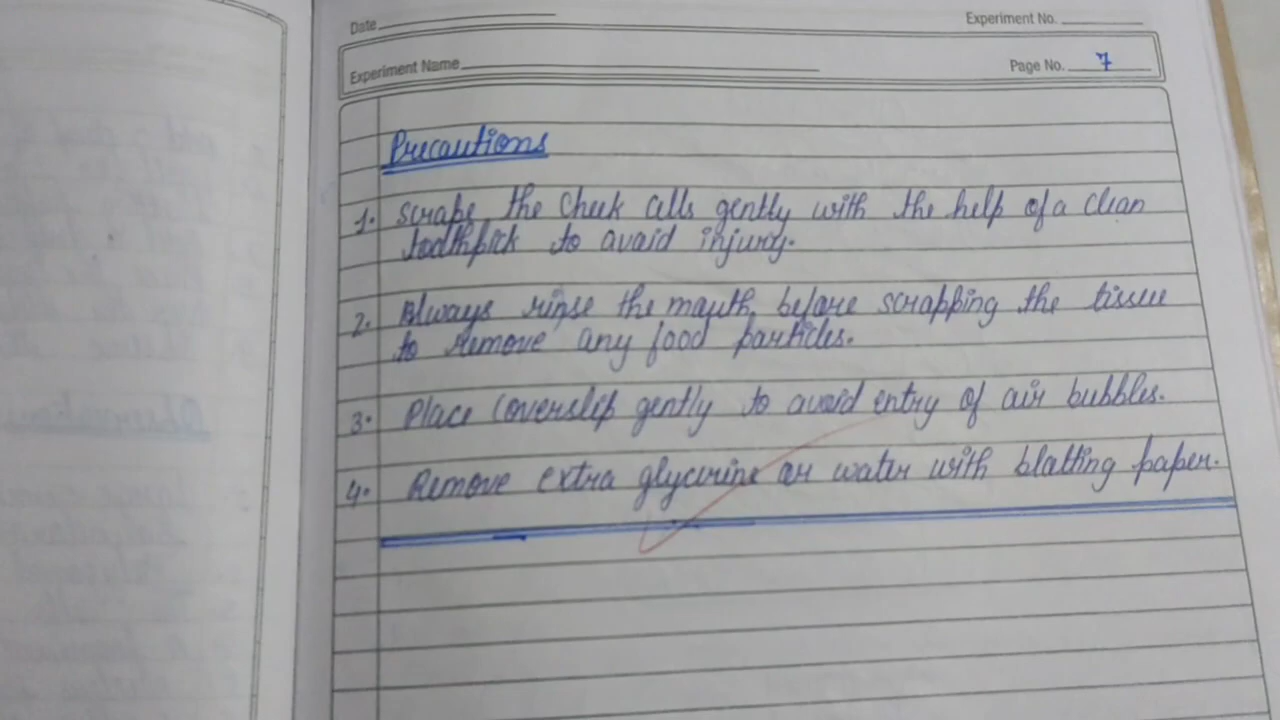 Date
Experiment No.
Experiment Name
Page No. 7
Precautions
1. Scrape the cheek cells gently with the help of a clean
toothpick to avoid injury.
2. Always rinse the mouth before scrapping the tissue
to remove any food particles.
3. Place Coverslip gently to avoid entry of air bubbles.
4. Remove extra glycerine or water with blotting paper.